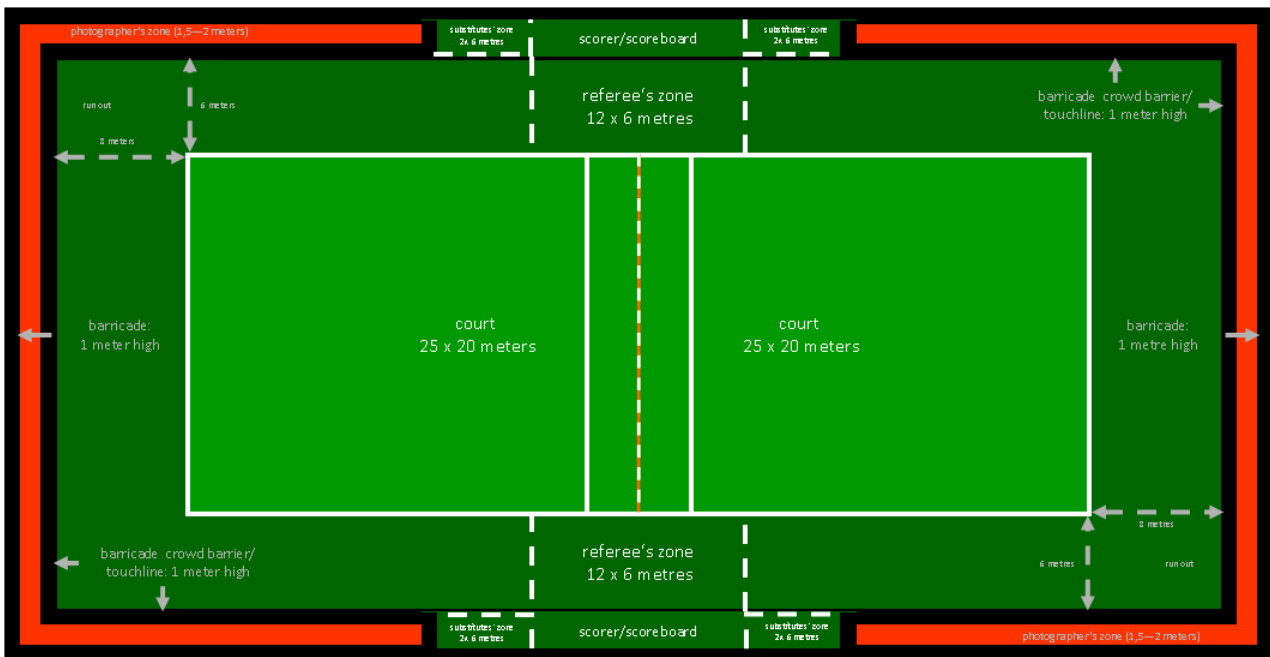 photographer's zone (1,5—2 meters)
substitutes' zone
2x 6 metres
scorer/scoreboard
substitutes' zone
2x 6 metres
run out
6 meters
8 meters
referee's zone
12 x 6 metres
barricade crowd barrier/
touchline: 1 meter high
court
25 x 20 meters
court
25 x 20 meters
barricade:
1 meter high
barricade:
1 metre high
8 metres
6 metres
run out
barricade crowd barrier/
touchline: 1 meter high
referee's zone
12 x 6 metres
substitutes' zone
2x 6 metres
scorer/scoreboard
substitutes' zone
2x 6 metres
photographer's zone (1,5—2 meters)